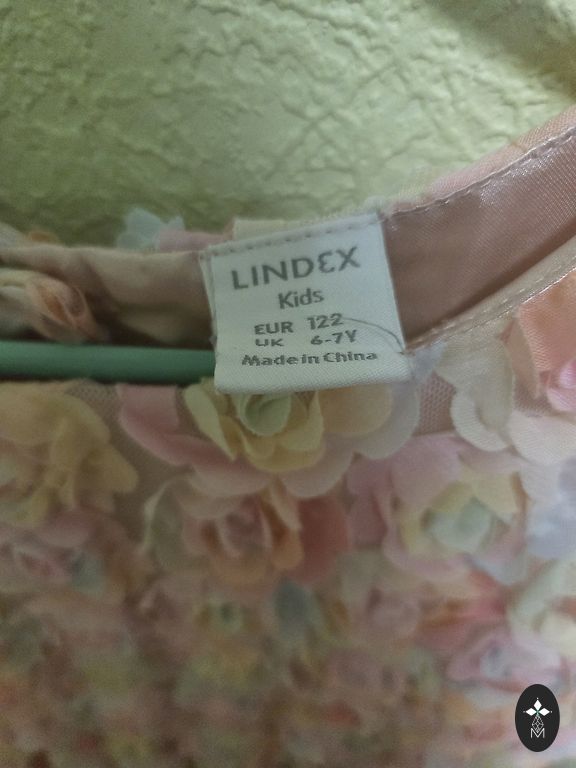 LINDEX
Kids
EUR 122
UK 6-7Y
Made in China
M